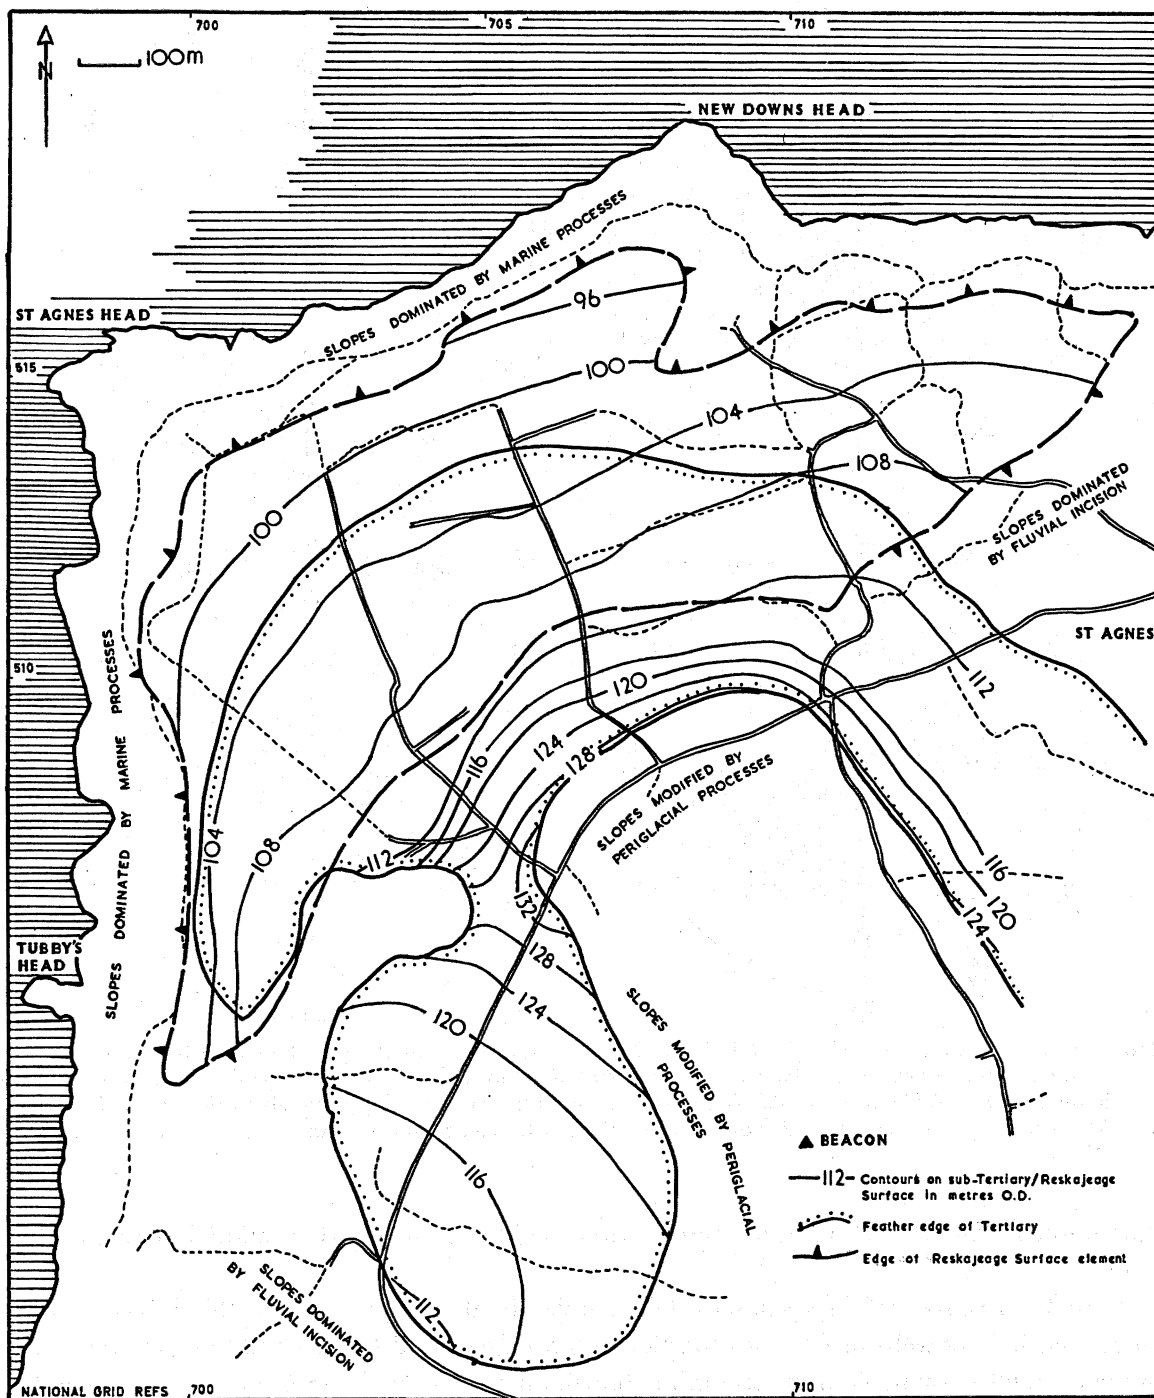 700
705
710
N
100m
NEW DOWNS HEAD
SLOPES DOMINATED BY MARINE PROCESSES
96
ST AGNES HEAD
515
100
104
108
100
SLOPES DOMINATED
BY FLUVIAL INCISION
ST AGNES
510
112
120
124
116
128
SLOPES MODIFIED BY
PERIGLACIAL PROCESSES
SLOPES DOMINATED BY MARINE PROCESSES
104
108
112
116
120
124
132
TUBBY'S
HEAD
128
124
120
SLOPES MODIFIED BY PERIGLACIAL
PROCESSES
116
112
SLOPES DOMINATED
BY FLUVIAL INCISION
BEACON
112 Contours on sub-Tertiary/Reskajeage
Surface in metres O.D.
Feather edge of Tertiary
Edge of Reskajeage Surface element
NATIONAL GRID REFS 700
710